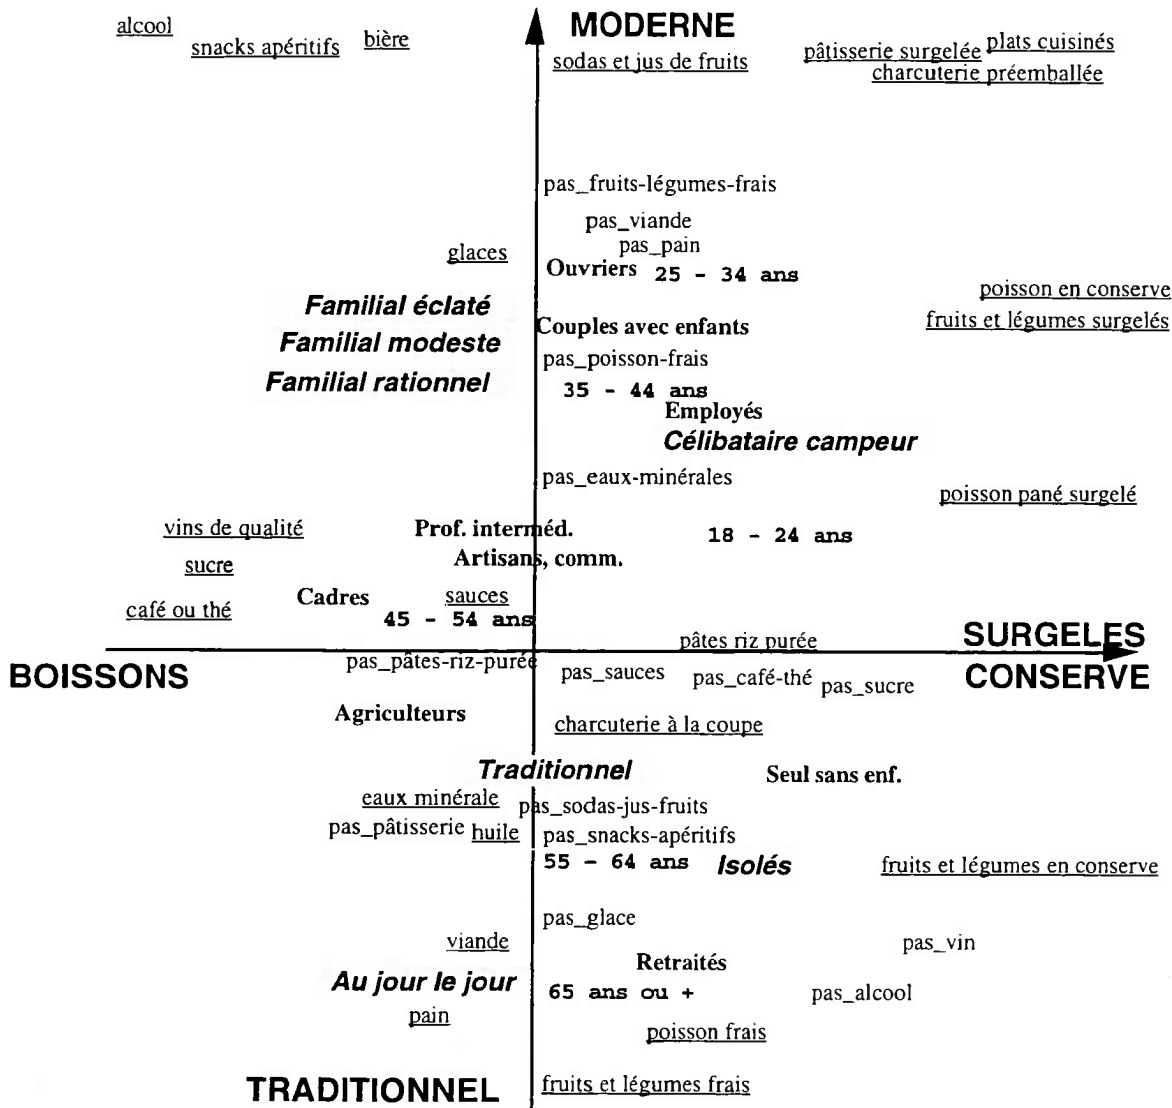 alcool
snacks apéritifs
bière
MODERNE
sodas et jus de fruits
pâtisserie surgelée
plats cuisinés
charcuterie préemballée
pas_fruits-légumes-frais
pas_viande
pas_pain
glaces
Ouvriers
25 - 34 ans
poisson en conserve
Familial éclaté
Couples avec enfants
fruits et légumes surgelés
Familial modeste
pas_poisson-frais
Familial rationnel
35 - 44 ans
Employés
Célibataire campeur
pas_eaux-minérales
poisson pané surgelé
vins de qualité
Prof. interméd.
18 - 24 ans
Artisans, comm.
sucre
Cadres
sauces
café ou thé
45 - 54 ans
pâtes riz purée
SURGELES
BOISSONS
pas_pâtes-riz-purée
pas_sauces
pas_café-thé
pas_sucre
CONSERVE
Agriculteurs
charcuterie à la coupe
Traditionnel
Seul sans enf.
eaux minérale
pas_sodas-jus-fruits
pas_pâtisserie
huile
pas_snacks-apéritifs
55 - 64 ans
Isolés
fruits et légumes en conserve
pas_glace
viande
pas_vin
Retraités
Au jour le jour
65 ans ou +
pas_alcool
pain
poisson frais
TRADITIONNEL
fruits et légumes frais